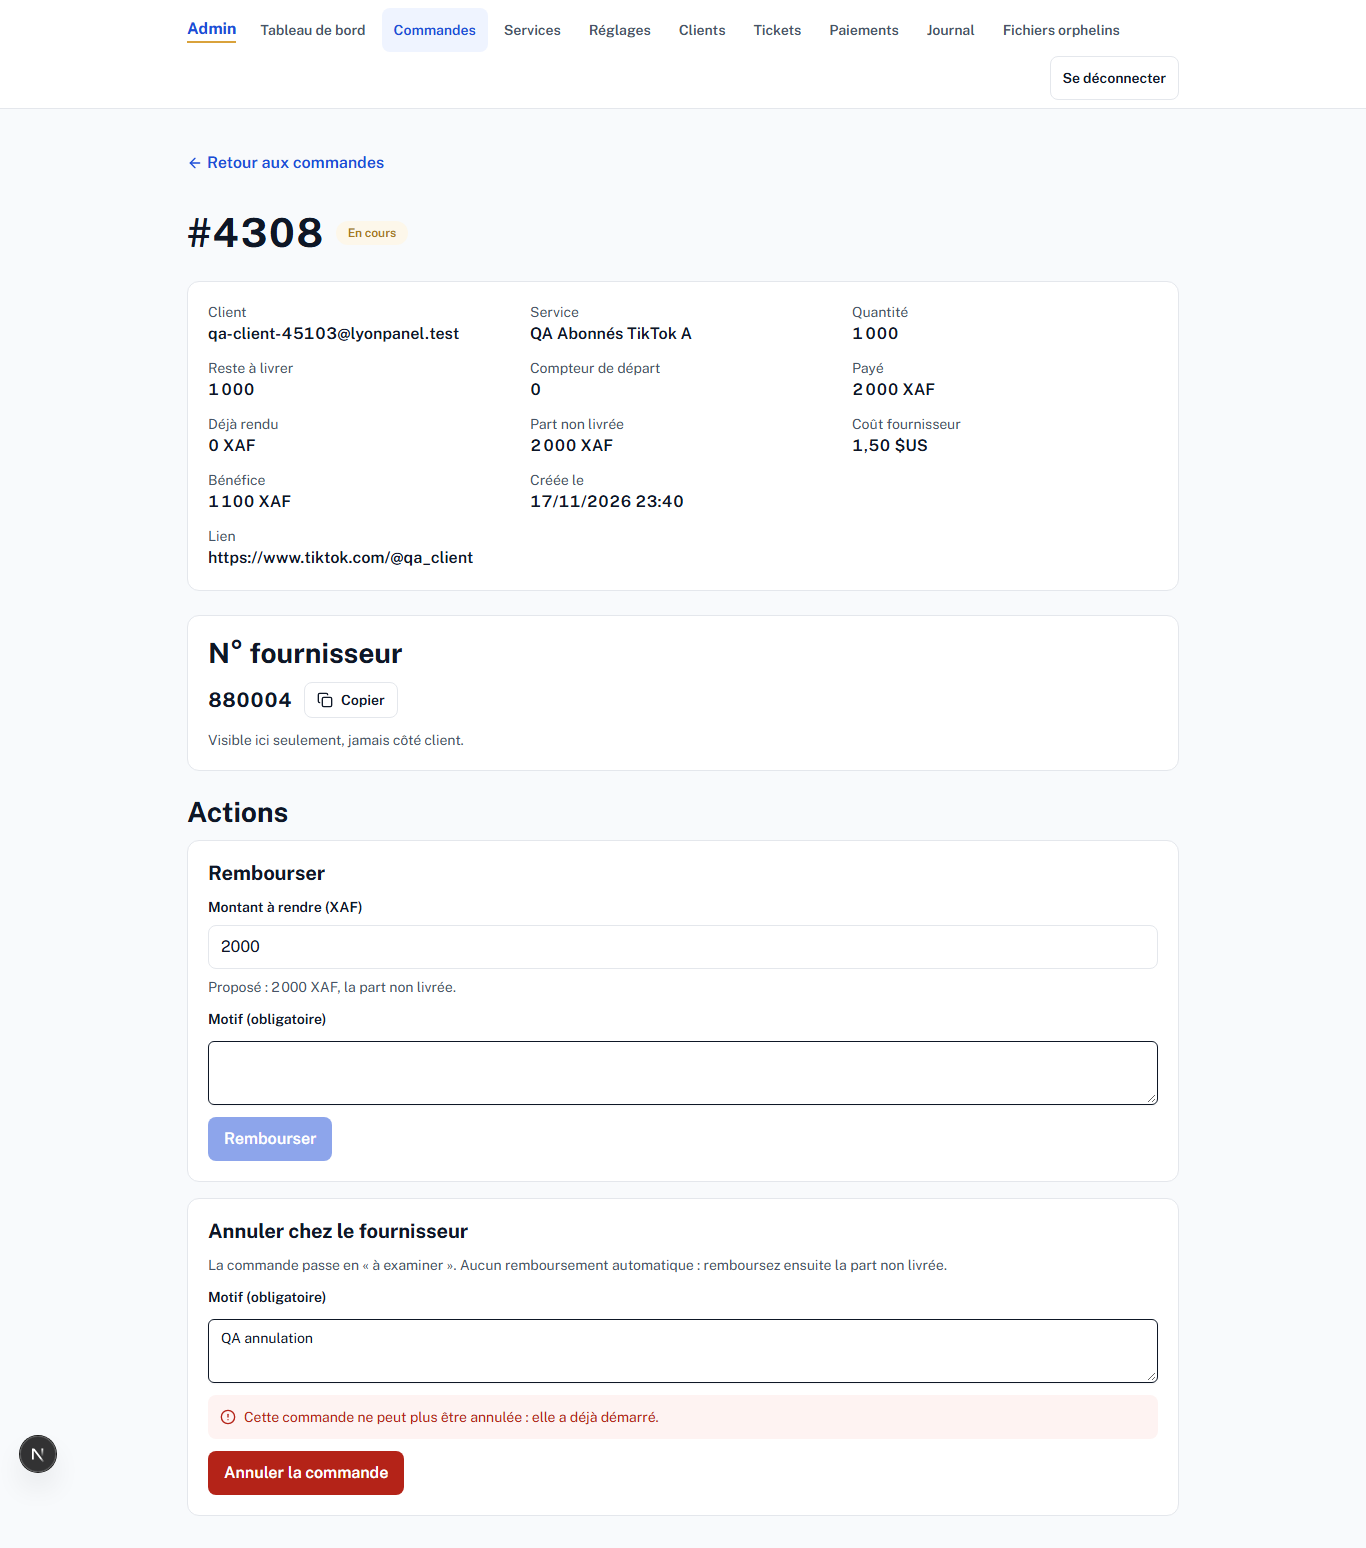 Admin
Tableau de bord
Commandes
Services
Réglages
Clients
Tickets
Paiements
Journal
Fichiers orphelins
Se déconnecter
← Retour aux commandes
#4308 En cours
Client
qa-client-45103@lyonpanel.test
Service
QA Abonnés TikTok A
Quantité
1 000
Reste à livrer
1 000
Compteur de départ
0
Payé
2 000 XAF
Déjà rendu
0 XAF
Part non livrée
2 000 XAF
Coût fournisseur
1,50 $US
Bénéfice
1 100 XAF
Créée le
17/11/2026 23:40
Lien
https://www.tiktok.com/@qa_client
N° fournisseur
880004 Copier
Visible ici seulement, jamais côté client.
Actions
Rembourser
Montant à rendre (XAF)
2000
Proposé : 2 000 XAF, la part non livrée.
Motif (obligatoire)
Rembourser
Annuler chez le fournisseur
La commande passe en « à examiner ». Aucun remboursement automatique : remboursez ensuite la part non livrée.
Motif (obligatoire)
QA annulation
Cette commande ne peut plus être annulée : elle a déjà démarré.
Annuler la commande
N